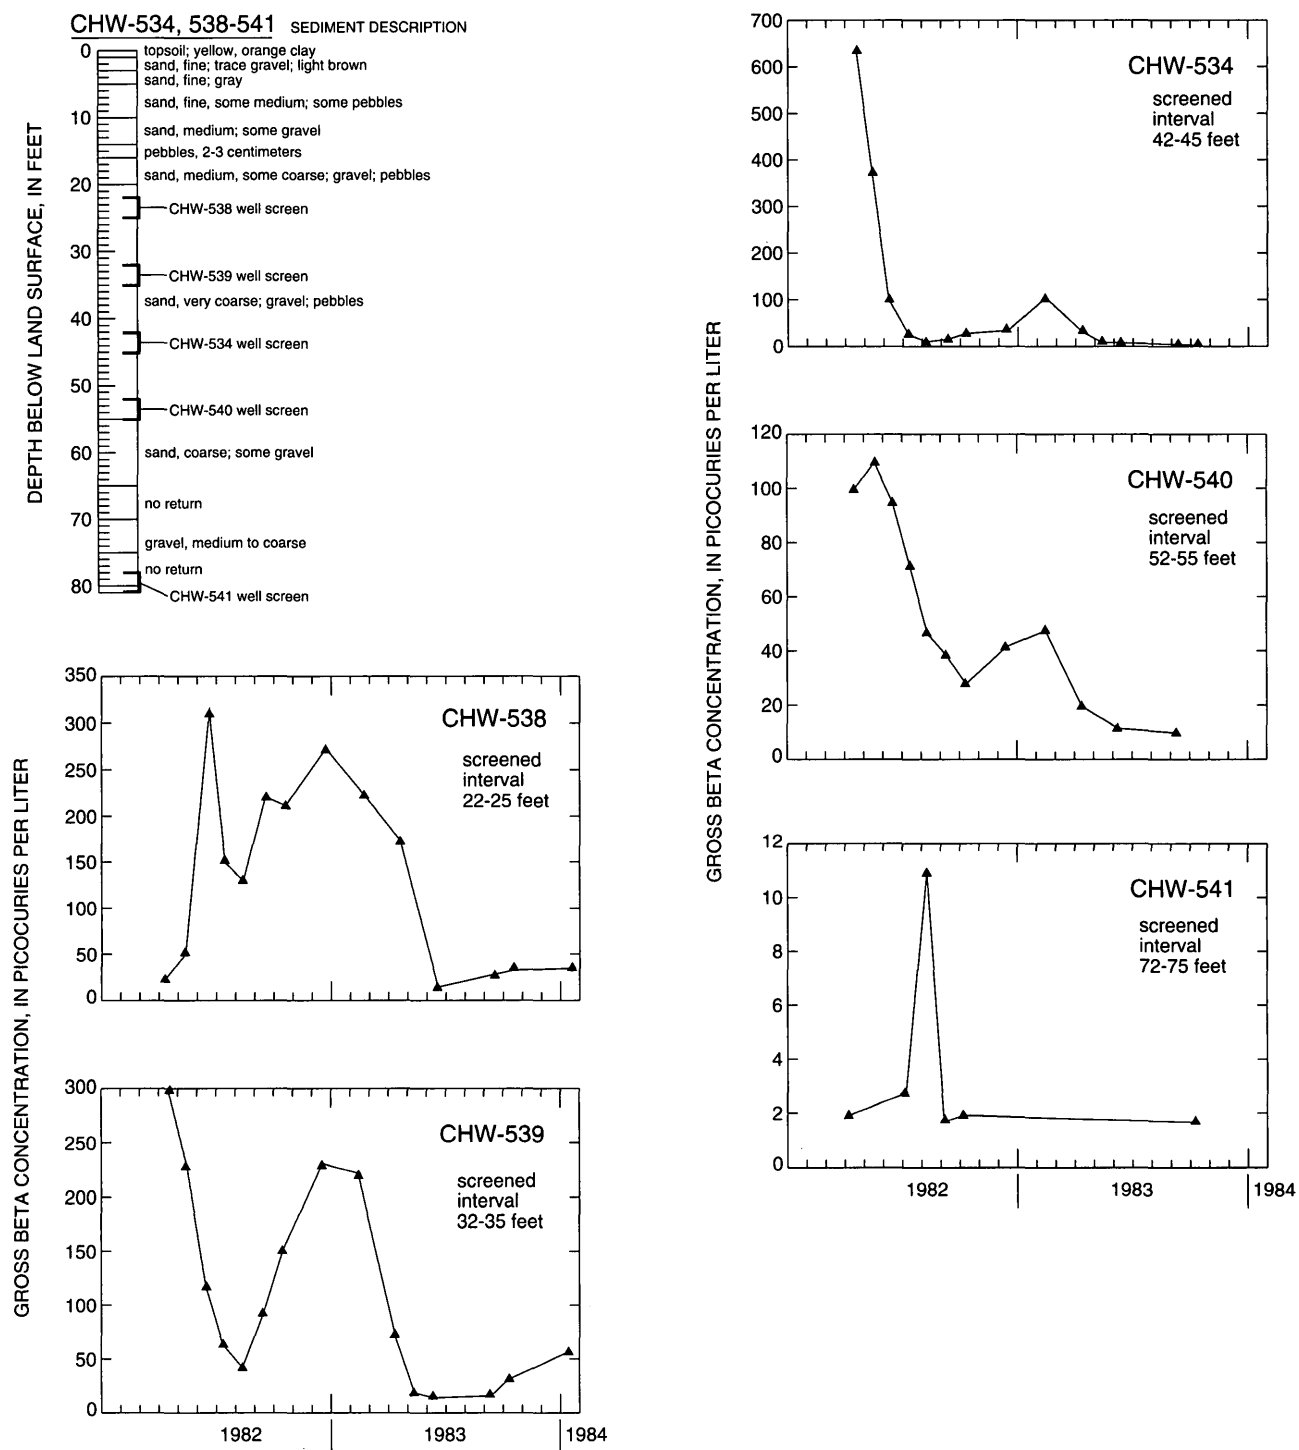 CHW-534, 538-541 SEDIMENT DESCRIPTION
DEPTH BELOW LAND SURFACE, IN FEET
0
topsoil; yellow, orange clay
sand, fine; trace gravel; light brown
sand, fine; gray
sand, fine, some medium; some pebbles
10
sand, medium; some gravel
pebbles, 2-3 centimeters
sand, medium, some coarse; gravel; pebbles
20
CHW-538 well screen
30
CHW-539 well screen
sand, very coarse; gravel; pebbles
40
CHW-534 well screen
50
CHW-540 well screen
60
sand, coarse; some gravel
no return
70
gravel, medium to coarse
no return
80
CHW-541 well screen
GROSS BETA CONCENTRATION, IN PICOCURIES PER LITER
350
300
250
200
150
100
50
0
CHW-538
screened
interval
22-25 feet
300
250
200
150
100
50
0
CHW-539
screened
interval
32-35 feet
1982 1983 1984
GROSS BETA CONCENTRATION, IN PICOCURIES PER LITER
700
600
500
400
300
200
100
0
CHW-534
screened
interval
42-45 feet
120
100
80
60
40
20
0
CHW-540
screened
interval
52-55 feet
12
10
8
6
4
2
0
CHW-541
screened
interval
72-75 feet
1982 1983 1984